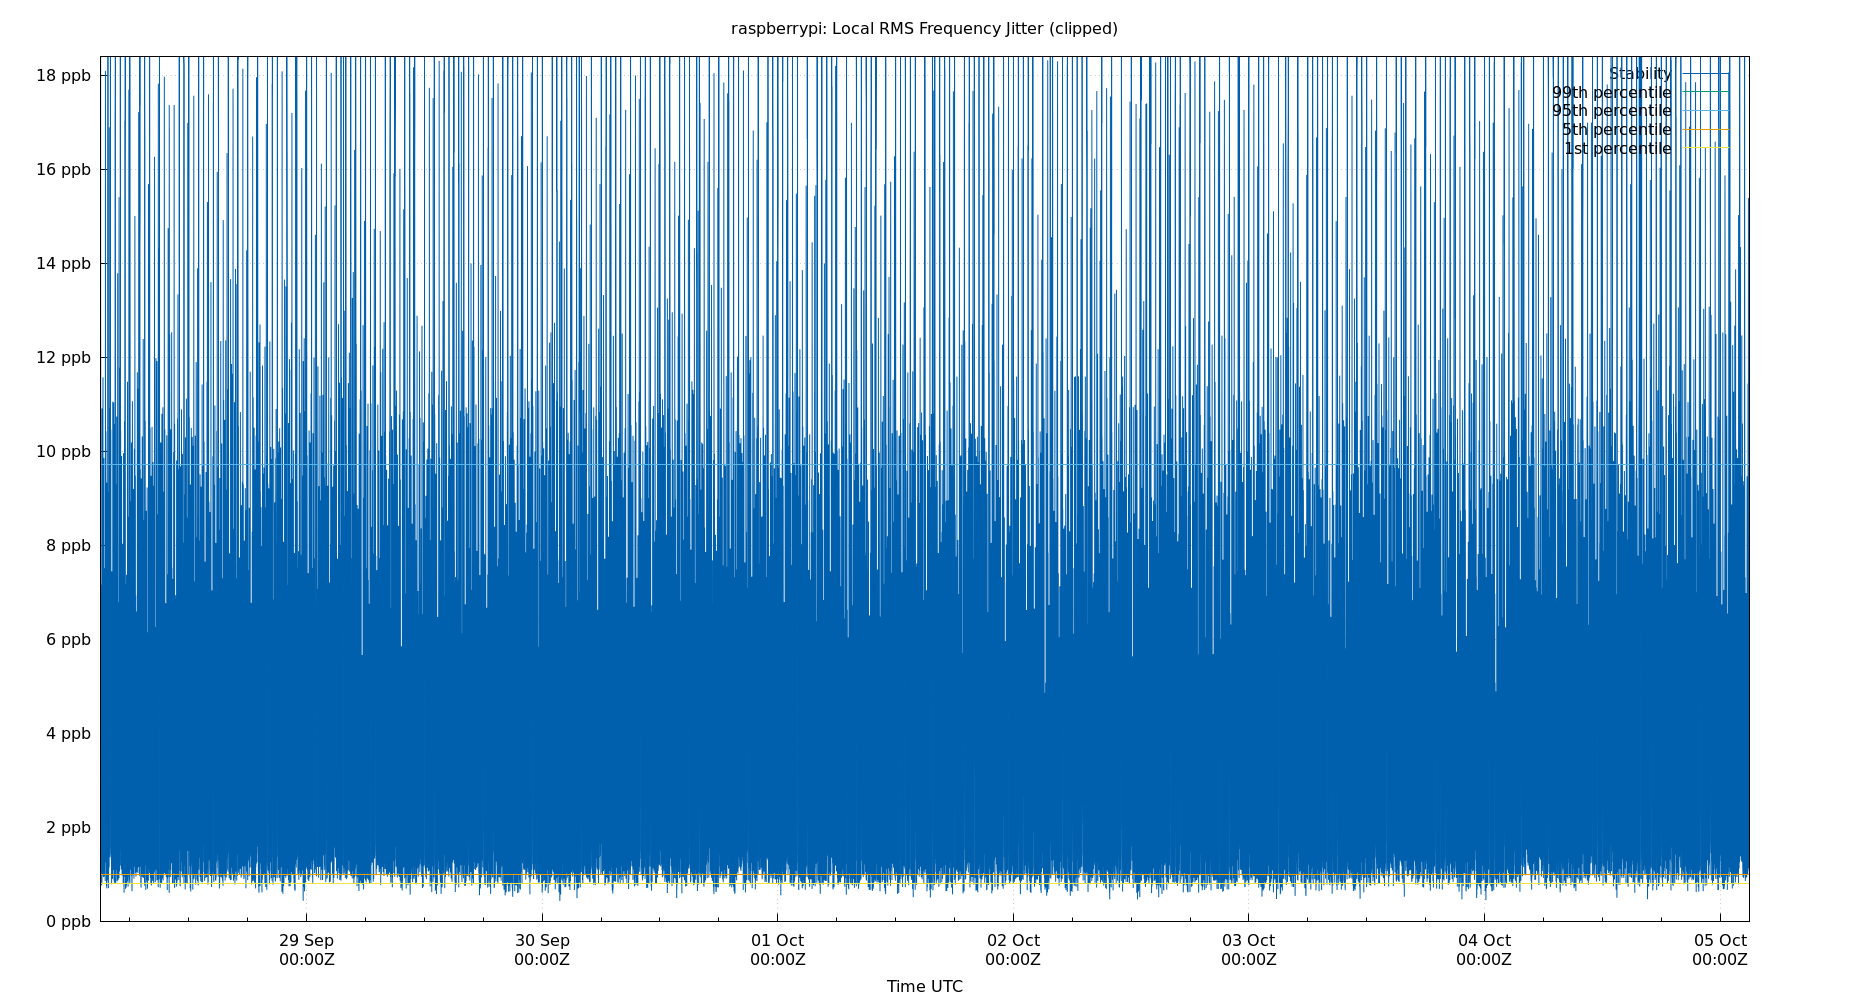 raspberrypi: Local RMS Frequency Jitter (clipped)
18 ppb
16 ppb
14 ppb
12 ppb
10 ppb
8 ppb
6 ppb
4 ppb
2 ppb
0 ppb
Stability
99th percentile
95th percentile
5th percentile
1st percentile
29 Sep 30 Sep 01 Oct 02 Oct 03 Oct 04 Oct 05 Oct
00:00Z 00:00Z 00:00Z 00:00Z 00:00Z 00:00Z 00:00Z
Time UTC